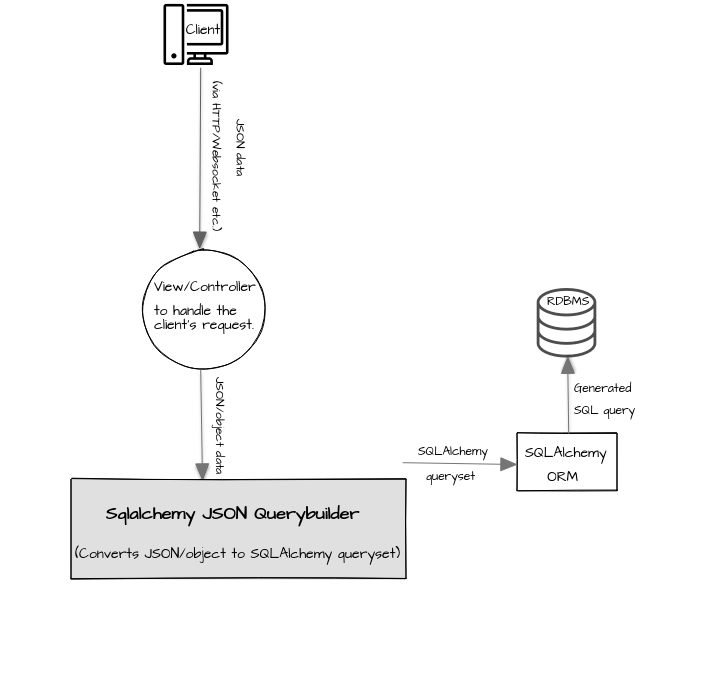 Client
JSON data
(via HTTP/Websocket etc.)
View/Controller
to handle the
client's request.
JSON/object data
Sqlalchemy JSON Querybuilder
(Converts JSON/object to SQLAlchemy queryset)
SQLAlchemy
queryset
SQLAlchemy
ORM
Generated
SQL query
RDBMS